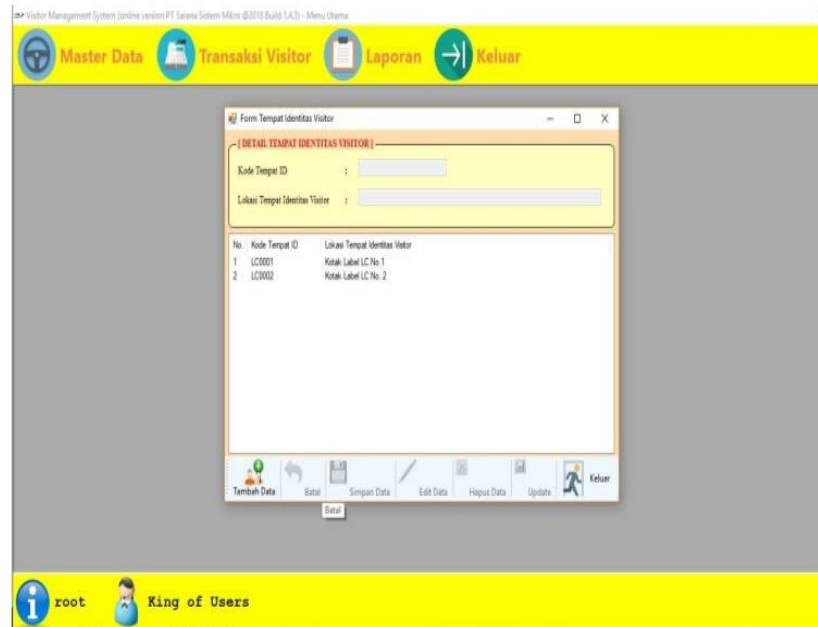 Visitor Management System (online version PT Sarana Sistem Mikro @2018 Build 1.4.3) - Menu Utama
Master Data Transaksi Visitor Laporan Keluar
Form Tempat Identitas Visitor
[ DETAIL TEMPAT IDENTITAS VISITOR ]
Kode Tempat ID :
Lokasi Tempat Identitas Visitor :
No. Kode Tempat ID Lokasi Tempat Identitas Visitor
1 LC0001 Kotak Label LC No. 1
2 LC0002 Kotak Label LC No. 2
Tambah Data Batal Simpan Data Edit Data Hapus Data Update Keluar
Batal
root King of Users